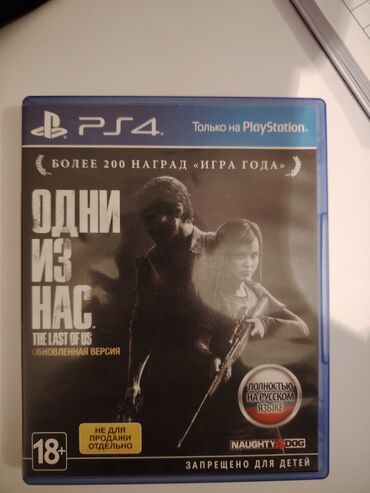 PS4
Только на PlayStation®
БОЛЕЕ 200 НАГРАД «ИГРА ГОДА»
ОДНИ
ИЗ
НАС™
THE LAST OF US
ОБНОВЛЕННАЯ ВЕРСИЯ
НЕ ДЛЯ
ПРОДАЖИ
ОТДЕЛЬНО
ПОЛНОСТЬЮ
НА РУССКОМ
ЯЗЫКЕ
18+
NAUGHTY DOG
ЗАПРЕЩЕНО ДЛЯ ДЕТЕЙ